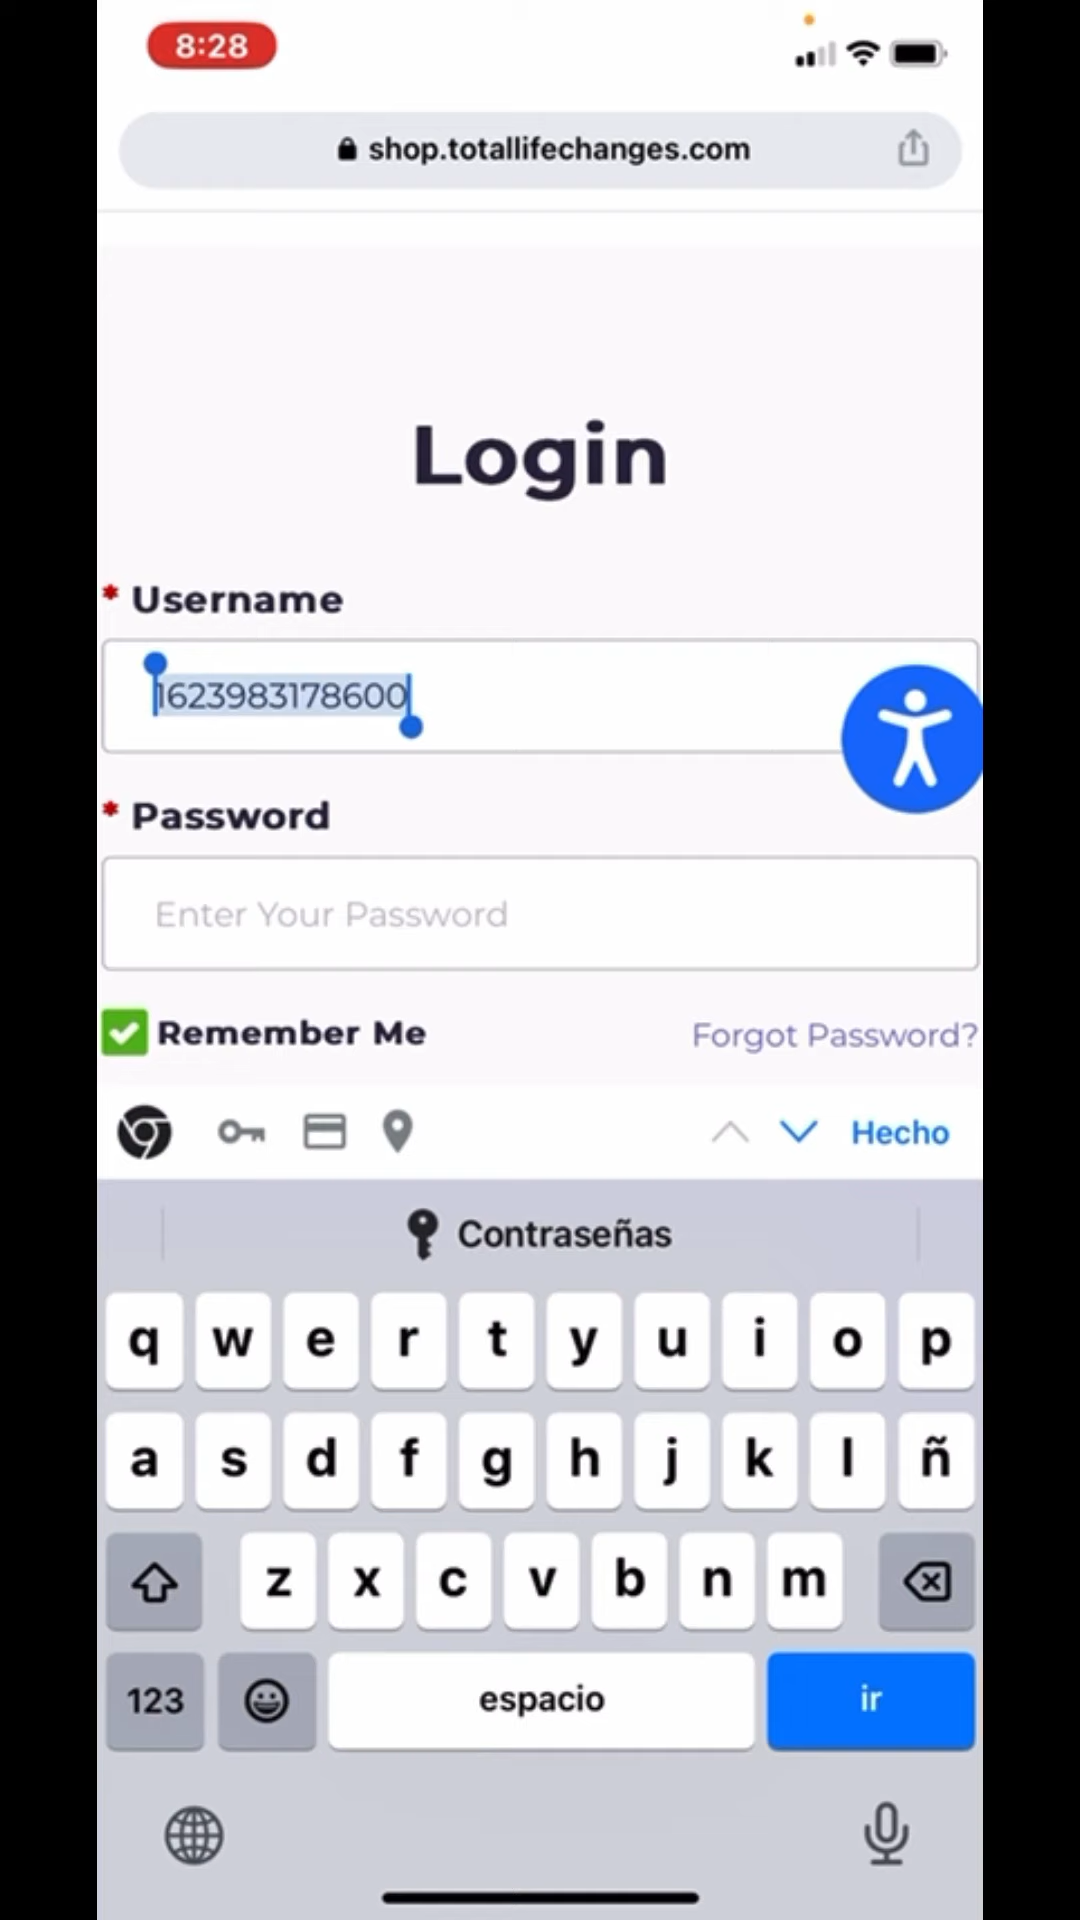 8:28
shop.totallifechanges.com
Login
* Username
1623983178600
* Password
Enter Your Password
Remember Me Forgot Password?
Hecho
Contraseñas
q w e r t y u i o p
a s d f g h j k l ñ
z x c v b n m
123 espacio ir